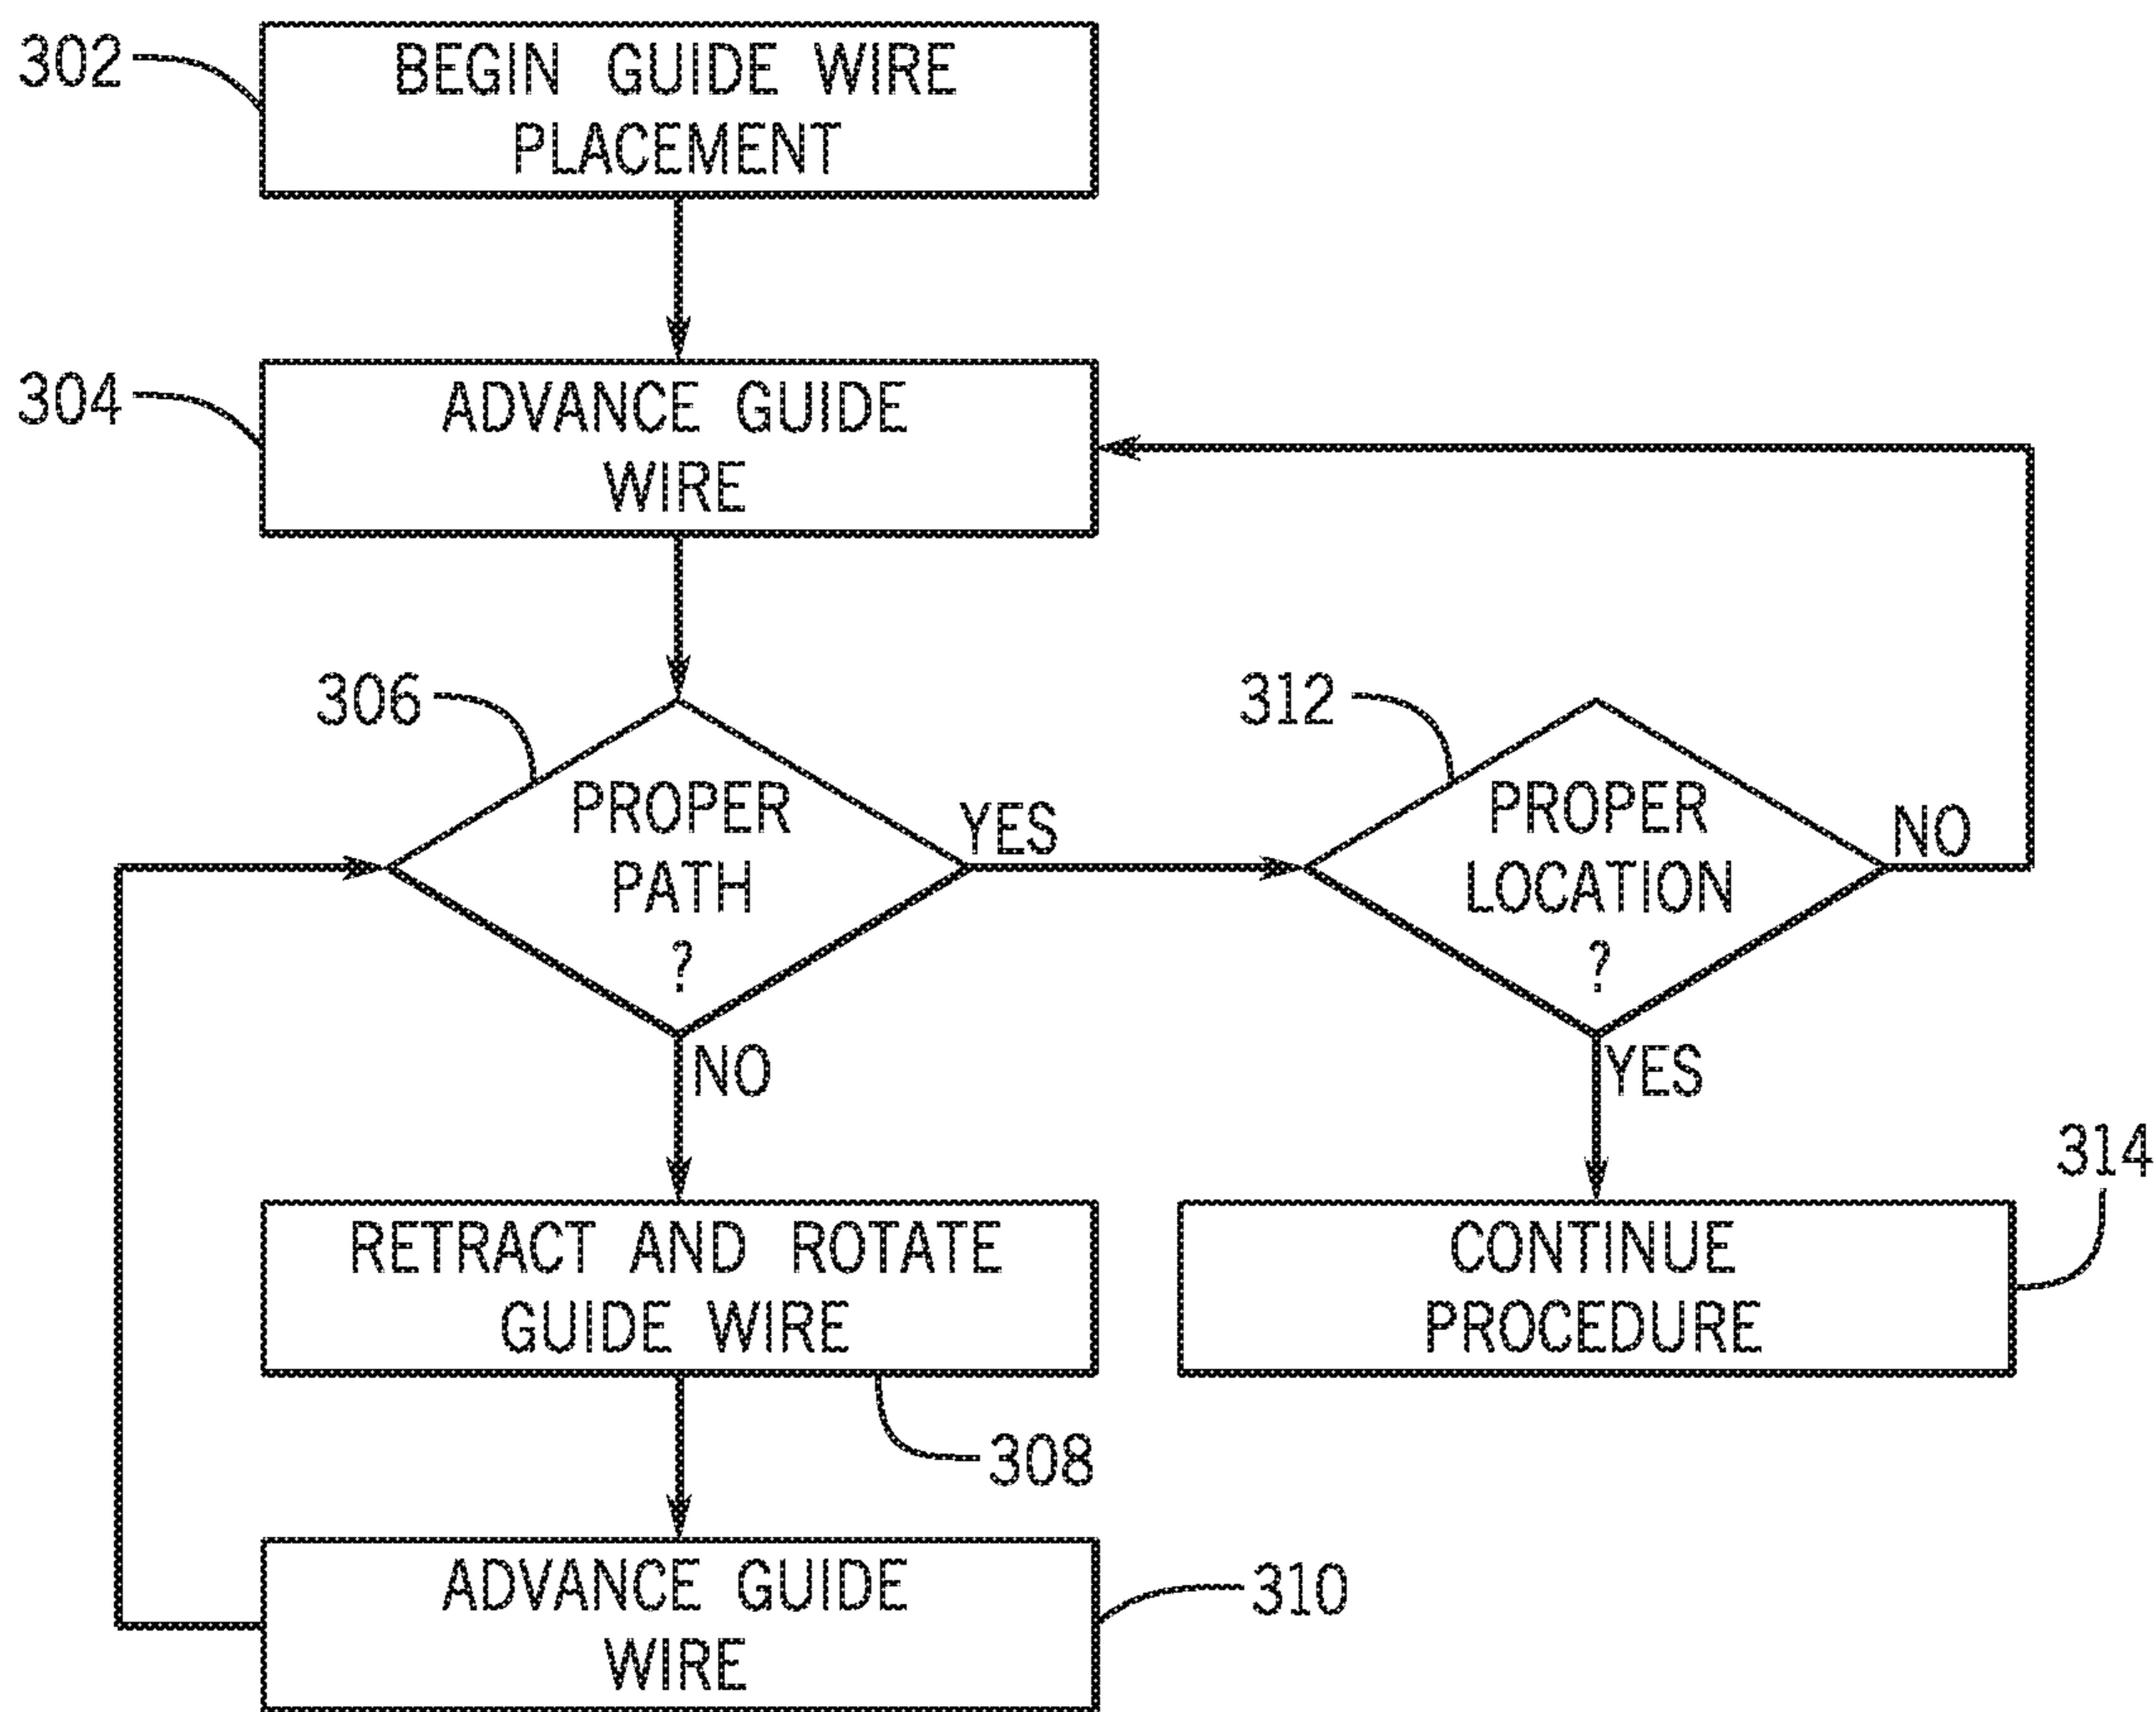 302
BEGIN GUIDE WIRE
PLACEMENT
304
ADVANCE GUIDE
WIRE
306
PROPER
PATH
?
YES
NO
312
PROPER
LOCATION
?
NO
YES
RETRACT AND ROTATE
GUIDE WIRE
308
CONTINUE
PROCEDURE
314
ADVANCE GUIDE
WIRE
310